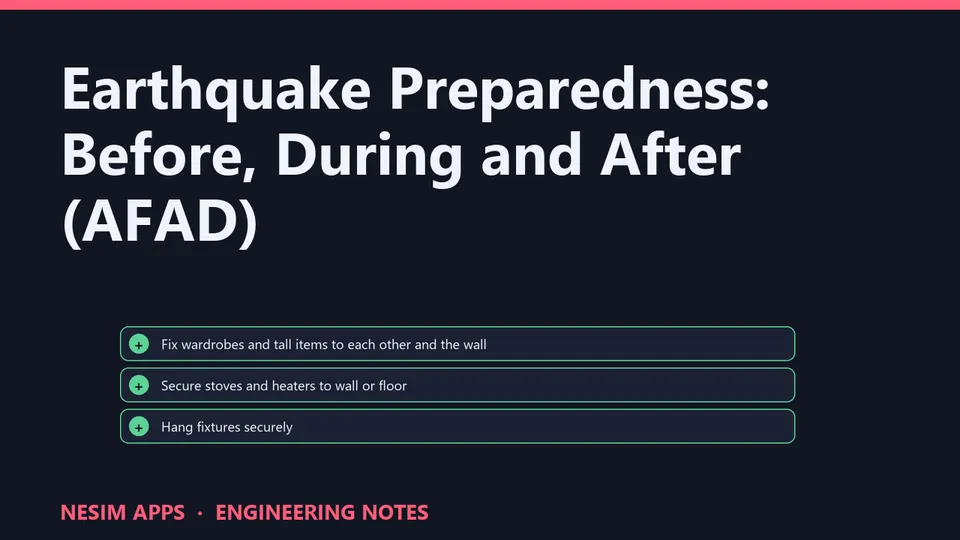 Earthquake Preparedness:
Before, During and After
(AFAD)
+ Fix wardrobes and tall items to each other and the wall
+ Secure stoves and heaters to wall or floor
+ Hang fixtures securely
NESIM APPS · ENGINEERING NOTES